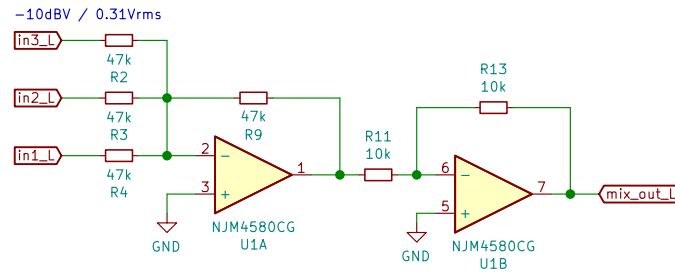 -10dBV / 0.31Vrms
in3_L
47k
R2
in2_L
47k
R3
in1_L
47k
R4
47k
R9
2
3
1
-
+
GND
NJM4580CG
U1A
R11
10k
R13
10k
6
5
7
-
+
GND
NJM4580CG
U1B
mix_out_L